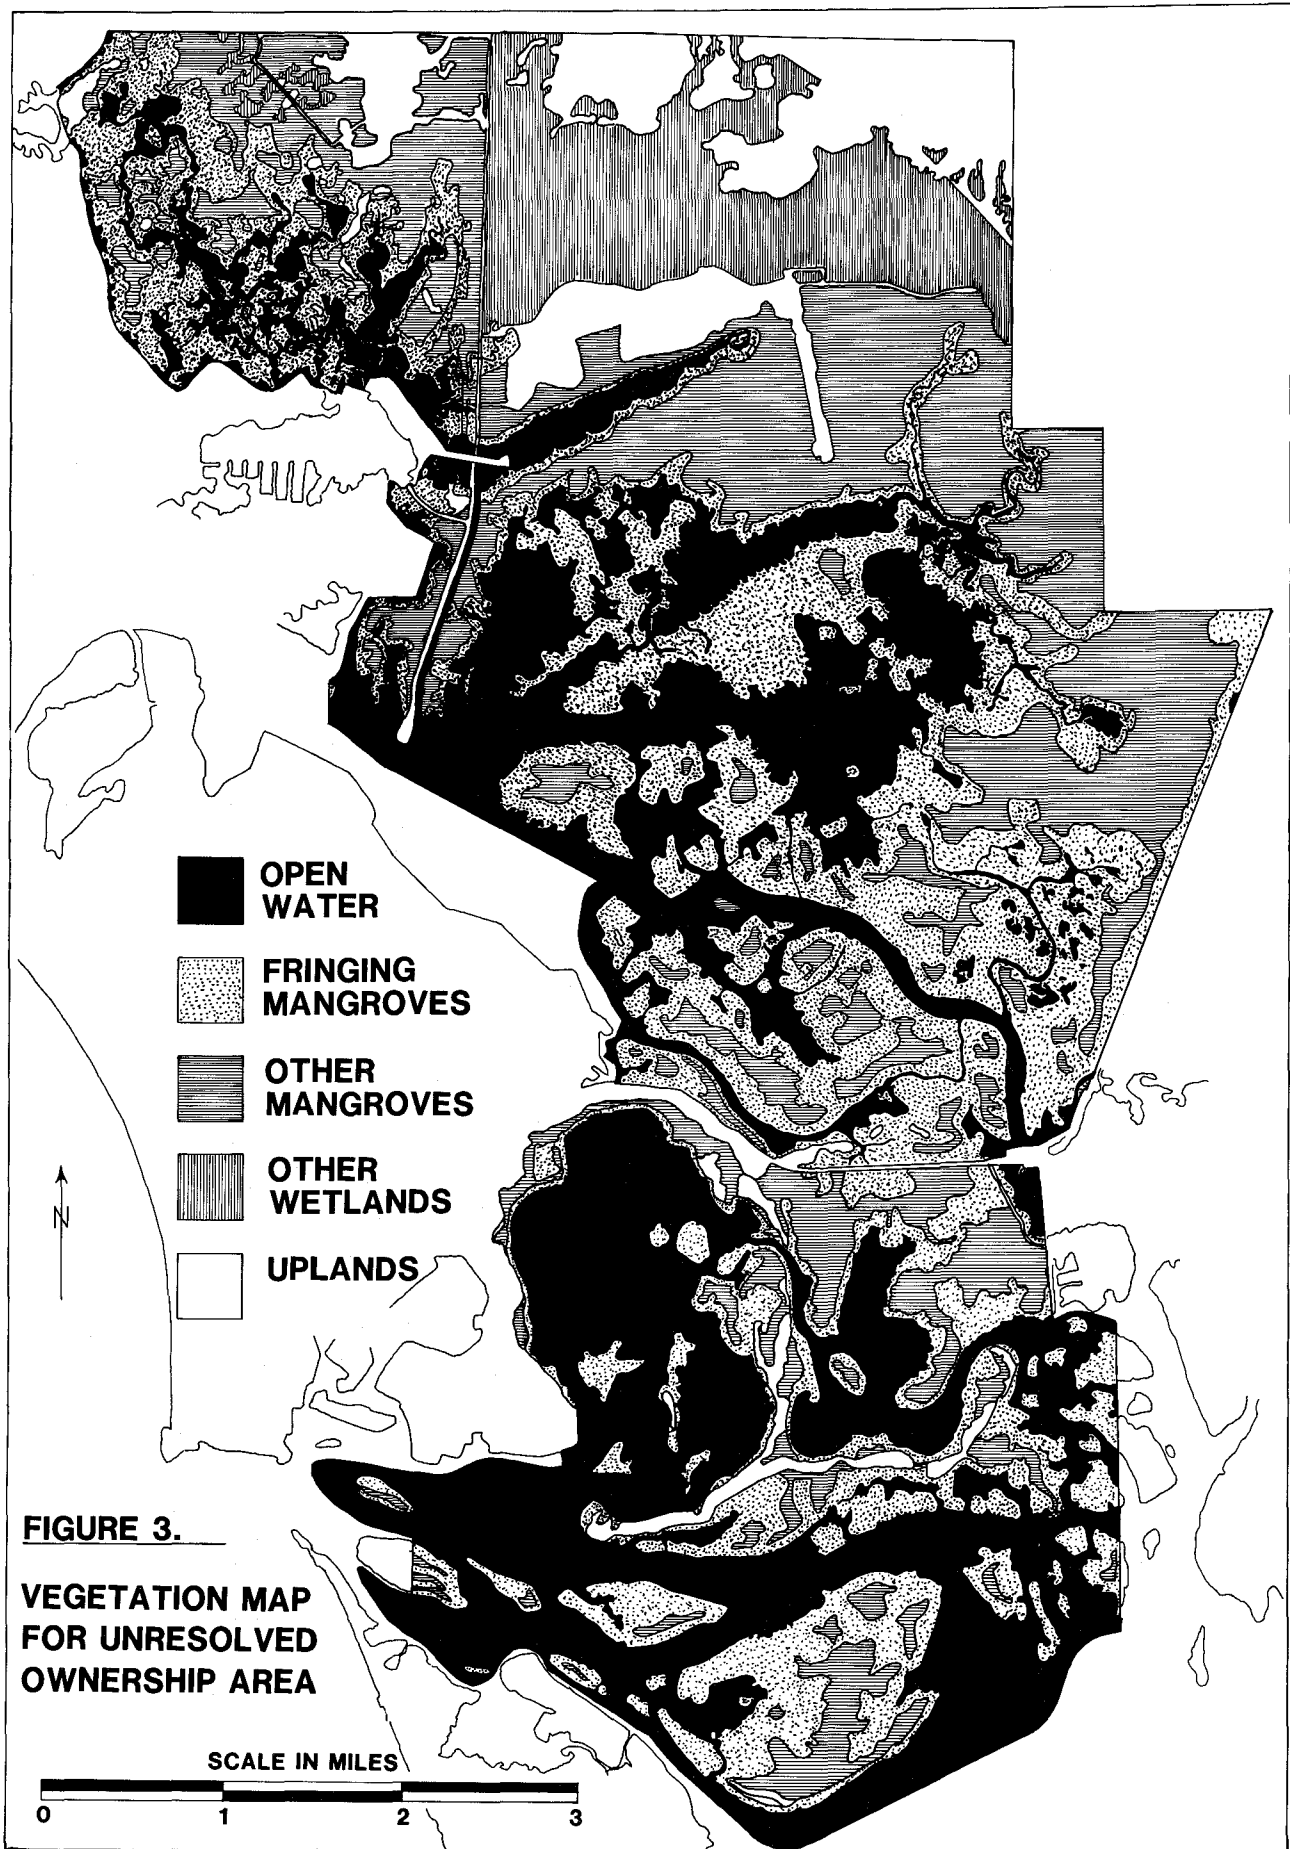 OPEN
WATER
FRINGING
MANGROVES
OTHER
MANGROVES
OTHER
WETLANDS
N
UPLANDS
FIGURE 3.
VEGETATION MAP
FOR UNRESOLVED
OWNERSHIP AREA
SCALE IN MILES
0 1 2 3